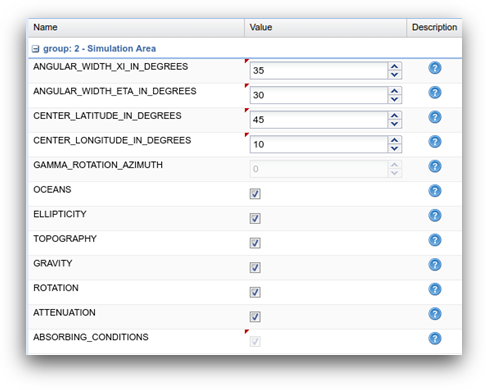 Name Value Description
group: 2 - Simulation Area
ANGULAR_WIDTH_XI_IN_DEGREES 35 ?
ANGULAR_WIDTH_ETA_IN_DEGREES 30 ?
CENTER_LATITUDE_IN_DEGREES 45 ?
CENTER_LONGITUDE_IN_DEGREES 10 ?
GAMMA_ROTATION_AZIMUTH 0 ?
OCEANS ?
ELLIPTICITY ?
TOPOGRAPHY ?
GRAVITY ?
ROTATION ?
ATTENUATION ?
ABSORBING_CONDITIONS ?